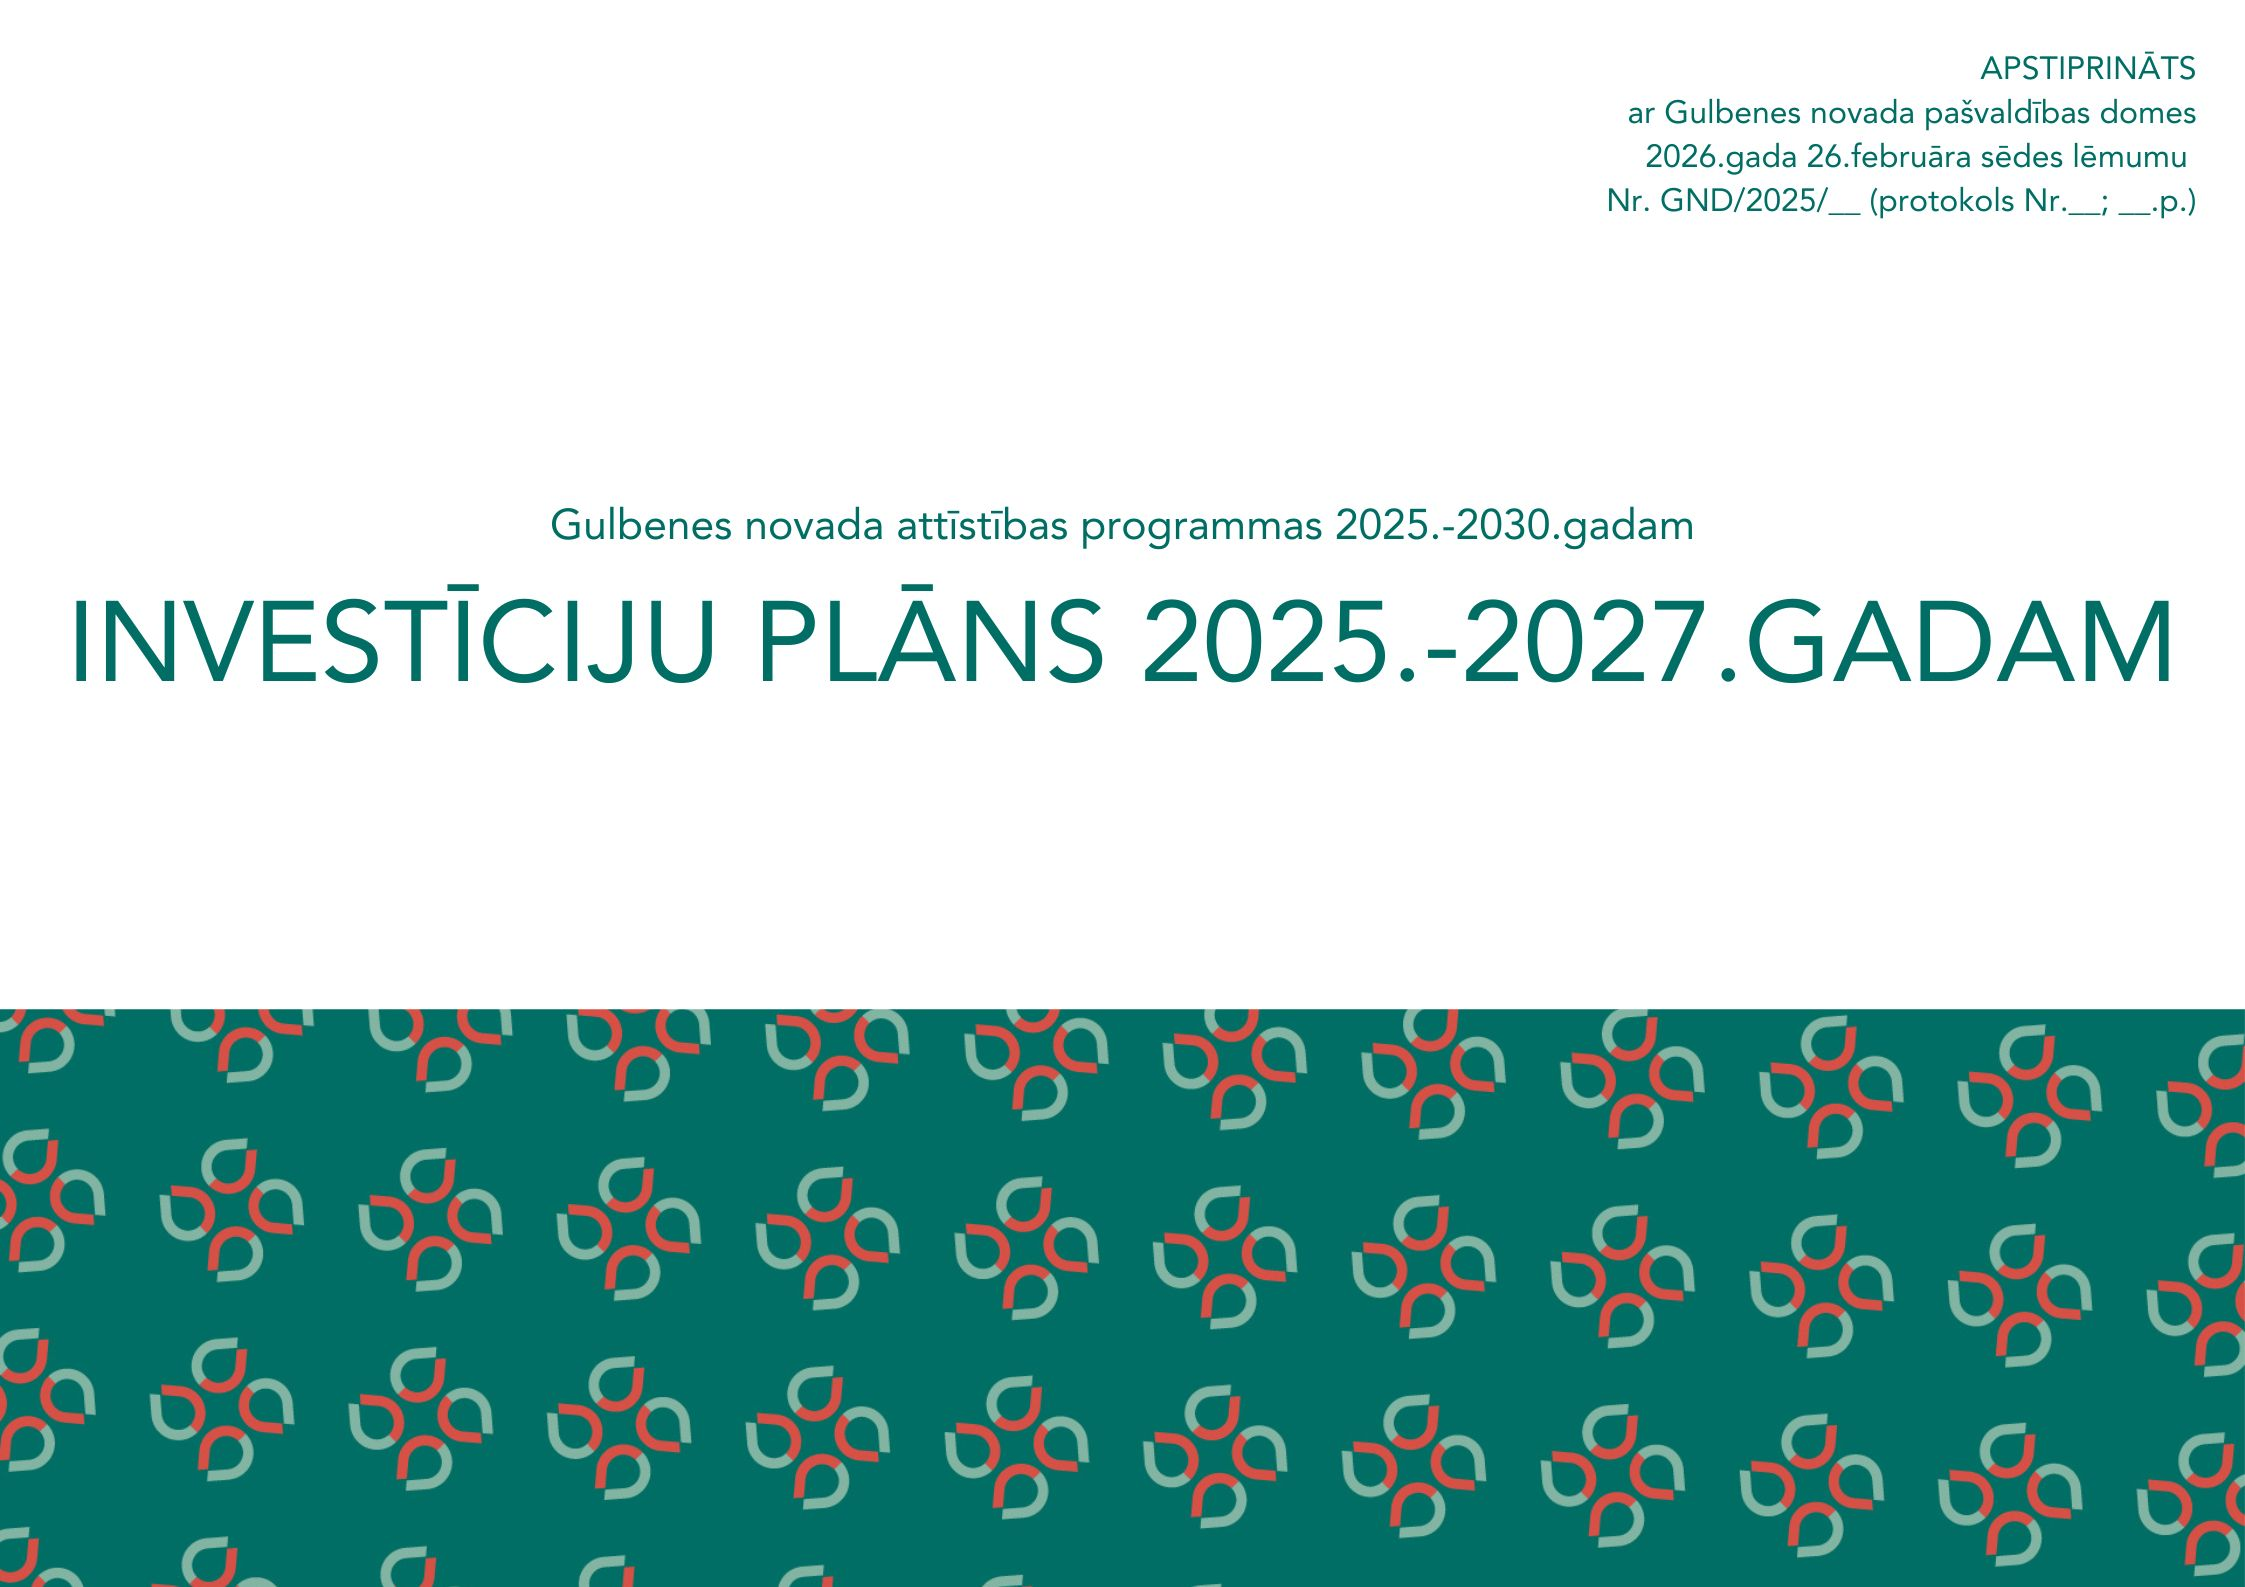 APSTIPRINĀTS
ar Gulbenes novada pašvaldības domes
2026.gada 26.februāra sēdes lēmumu
Nr. GND/2025/__ (protokols Nr.__; __.p.)
Gulbenes novada attīstības programmas 2025.-2030.gadam
INVESTĪCIJU PLĀNS 2025.-2027.GADAM